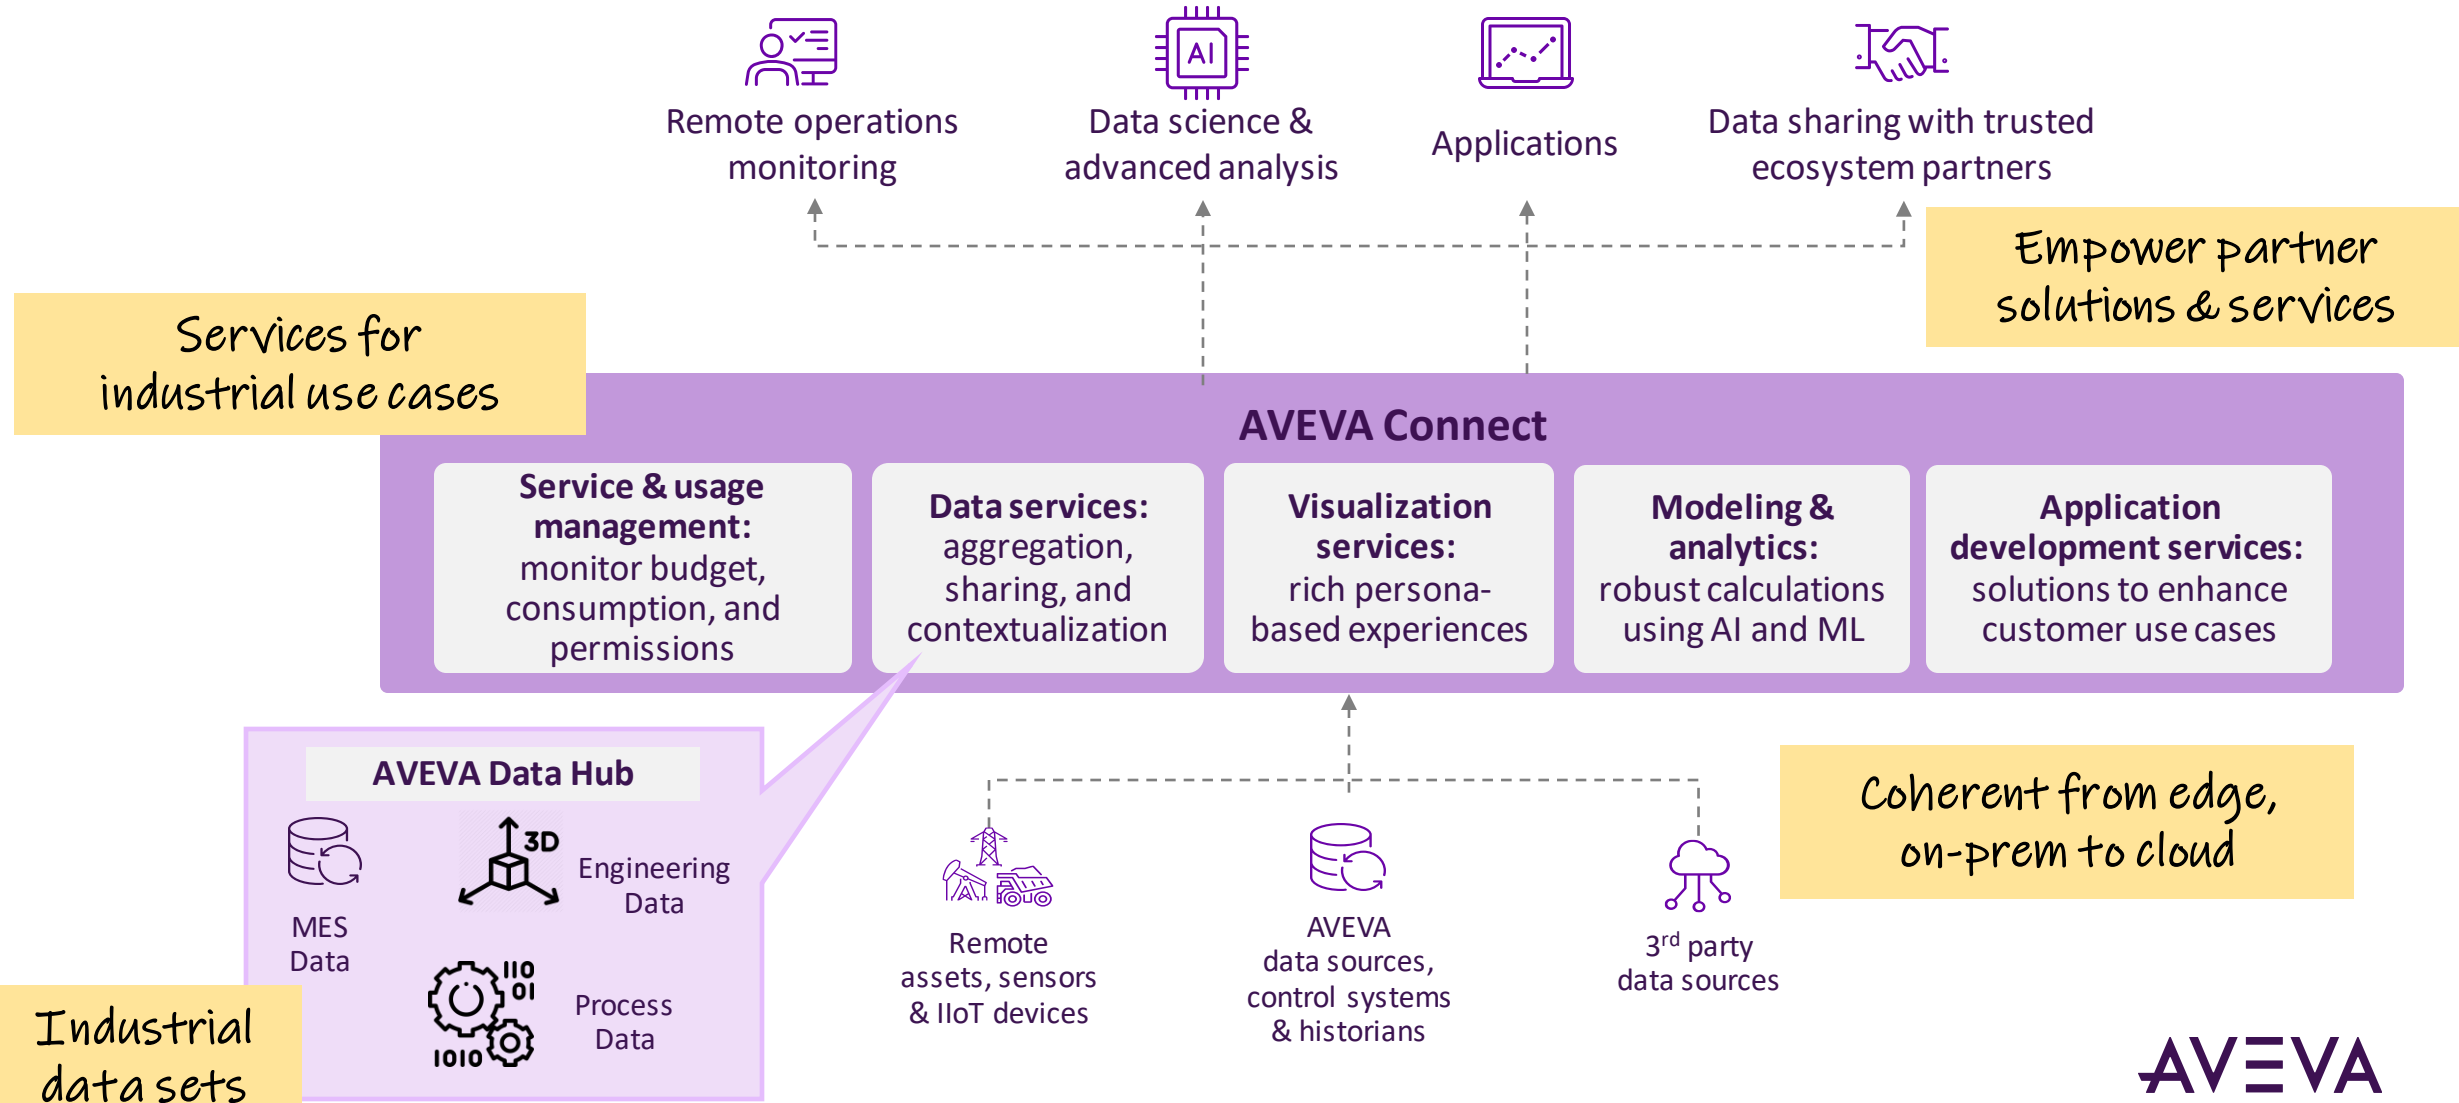 AI
Remote operations
monitoring
Data science &
advanced analysis
Applications
Data sharing with trusted
ecosystem partners
Empower partner
solutions & services
Services for
industrial use cases
AVEVA Connect
Service & usage
management:
monitor budget,
consumption, and
permissions
Data services:
aggregation,
sharing, and
contextualization
Visualization
services:
rich persona-
based experiences
Modeling &
analytics:
robust calculations
using AI and ML
Application
development services:
solutions to enhance
customer use cases
AVEVA Data Hub
MES
Data
3D
Engineering
Data
110
01
1010
Process
Data
Industrial
data sets
Remote
assets, sensors
& IIoT devices
AVEVA
data sources,
control systems
& historians
3rd party
data sources
Coherent from edge,
on-prem to cloud
AVEVA